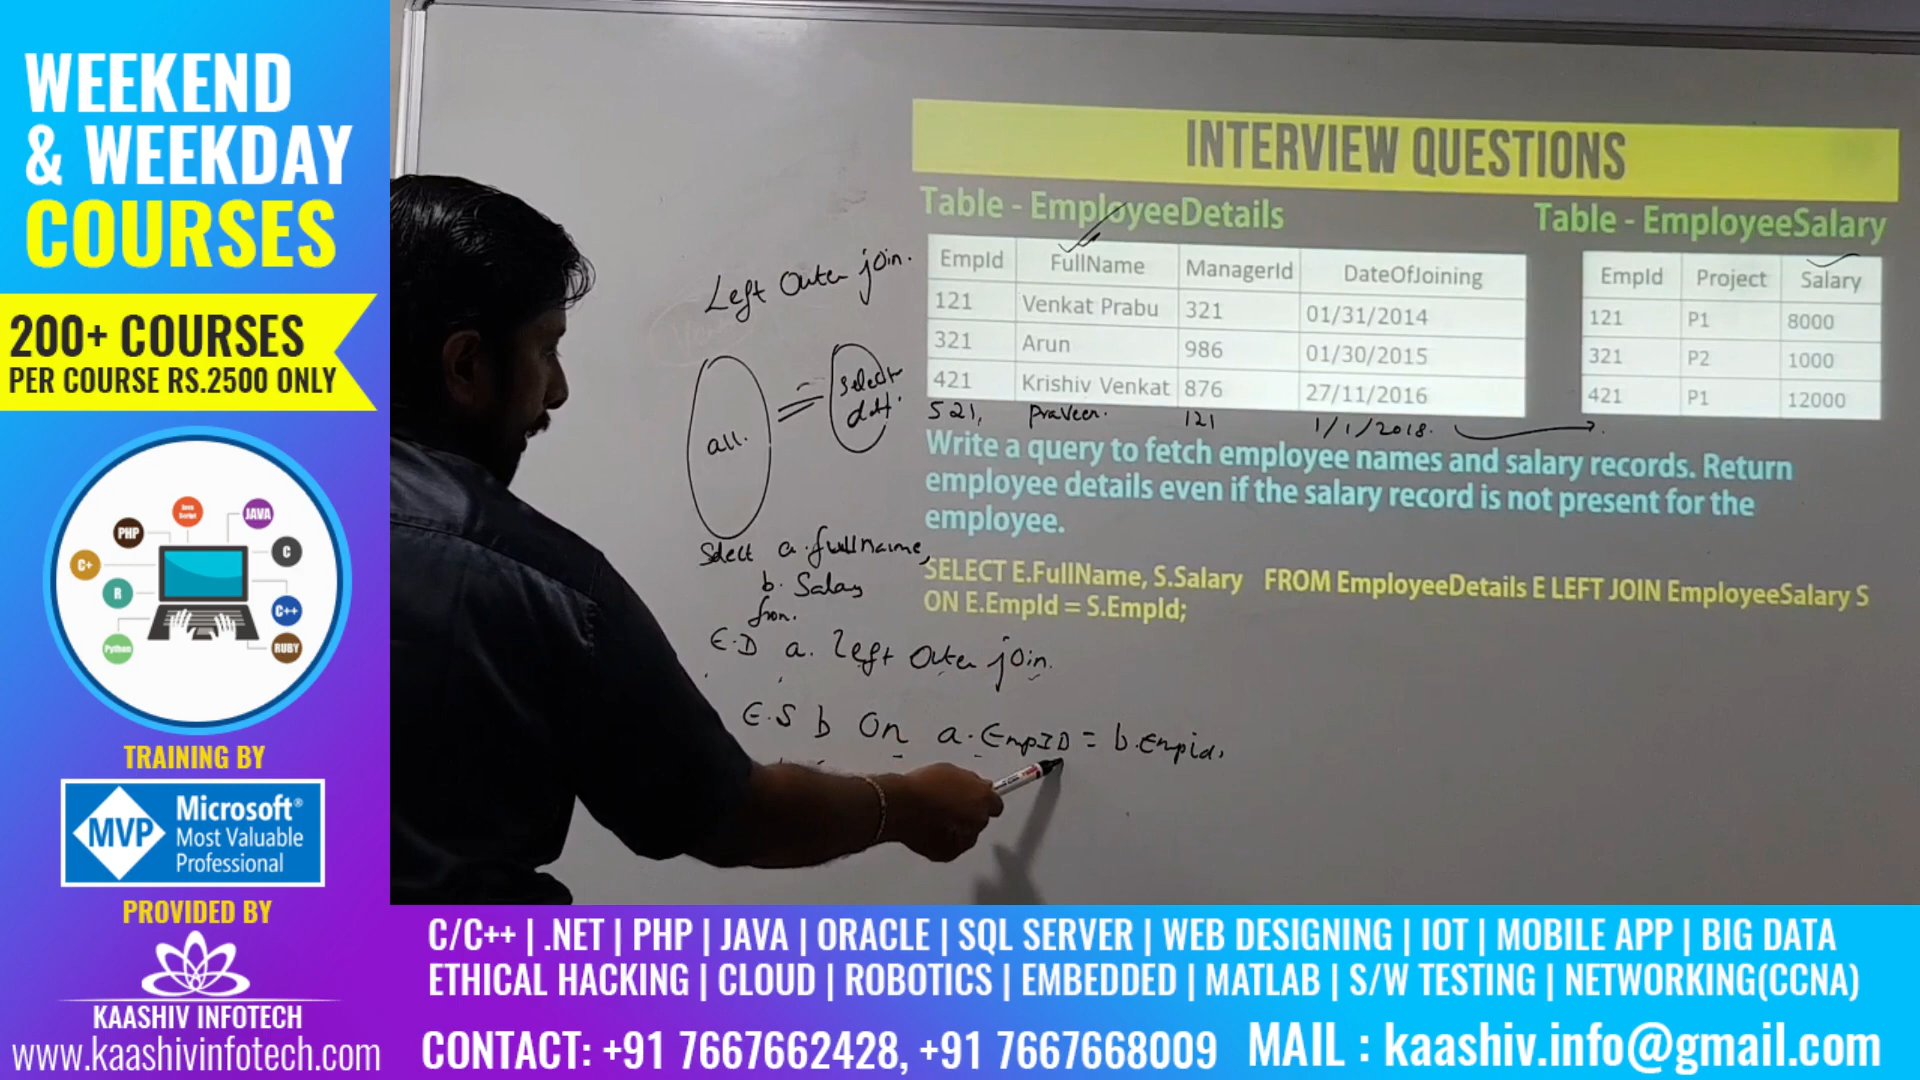 WEEKEND
& WEEKDAY
COURSES
200+ COURSES
PER COURSE RS.2500 ONLY
PHP
Java Script
JAVA
C+
C
R
C++
Python
RUBY
TRAINING BY
MVP
Microsoft®
Most Valuable
Professional
PROVIDED BY
KAASHIV INFOTECH
www.kaashivinfotech.com
INTERVIEW QUESTIONS
Table - EmployeeDetails
EmpId FullName ManagerId DateOfJoining
121 Venkat Prabu 321 01/31/2014
321 Arun 986 01/30/2015
421 Krishiv Venkat 876 27/11/2016
521, Praveen. 121 1/1/2018.
Table - EmployeeSalary
EmpId Project Salary
121 P1 8000
321 P2 1000
421 P1 12000
Write a query to fetch employee names and salary records. Return
employee details even if the salary record is not present for the
employee.
SELECT E.FullName, S.Salary FROM EmployeeDetails E LEFT JOIN EmployeeSalary S
ON E.EmpId = S.EmpId;
Left Outer join.
all.
Select
Select a.fullname,
b. Salary
from.
E.D a. left Outer join.
E.S b On a.EmpID = b.Empid,
C/C++ | .NET | PHP | JAVA | ORACLE | SQL SERVER | WEB DESIGNING | IOT | MOBILE APP | BIG DATA
ETHICAL HACKING | CLOUD | ROBOTICS | EMBEDDED | MATLAB | S/W TESTING | NETWORKING(CCNA)
CONTACT: +91 7667662428, +91 7667668009 MAIL : kaashiv.info@gmail.com